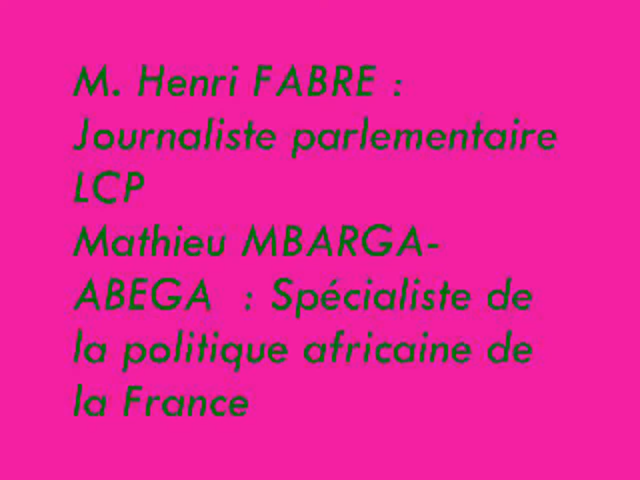 M. Henri FABRE :
Journaliste parlementaire
LCP
Mathieu MBARGA-
ABEGA  : Spécialiste de
la politique africaine de
la France